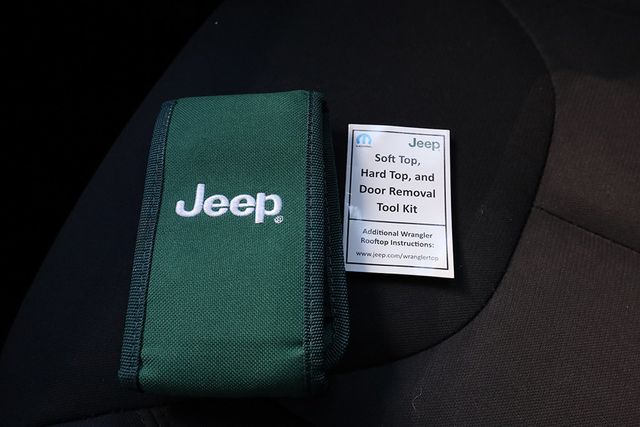 Jeep
Jeep
Soft Top,
Hard Top, and
Door Removal
Tool Kit
Additional Wrangler
Rooftop Instructions:
www.jeep.com/wranglertop